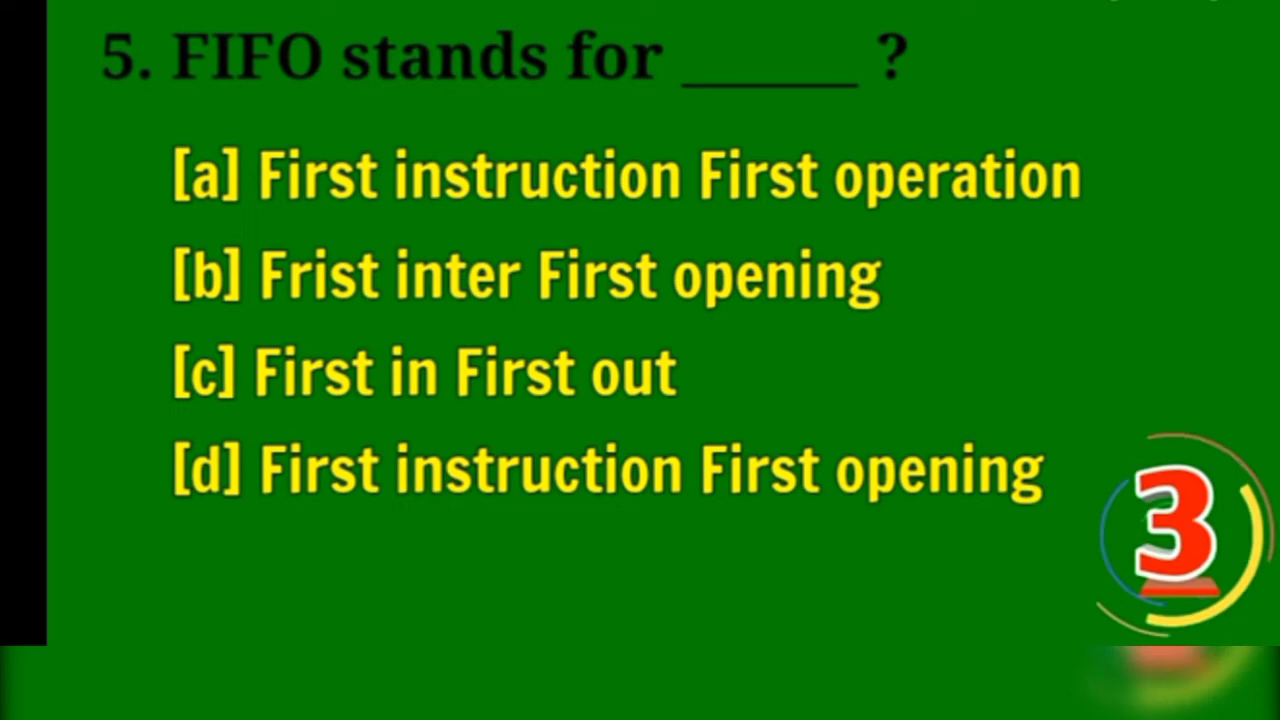 5. FIFO stands for ______ ?
[a] First instruction First operation
[b] Frist inter First opening
[c] First in First out
[d] First instruction First opening
3